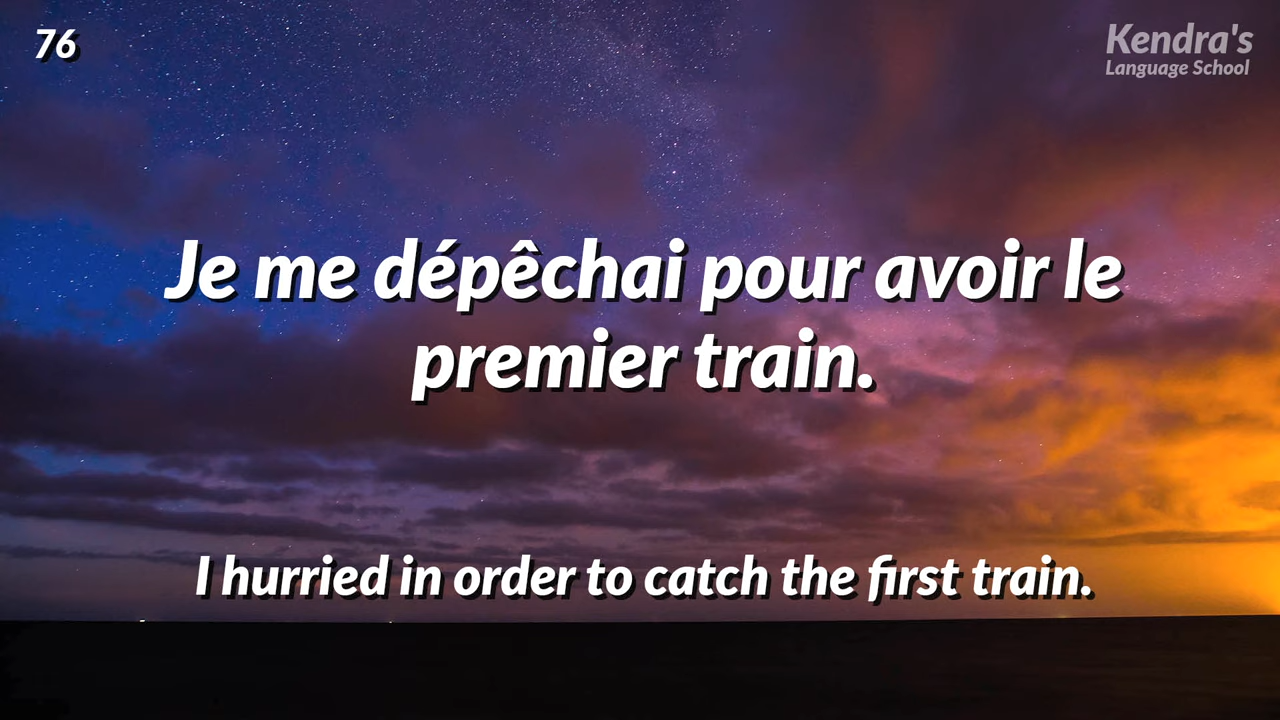 76
Kendra's
Language School
Je me dépêchai pour avoir le
premier train.
I hurried in order to catch the first train.